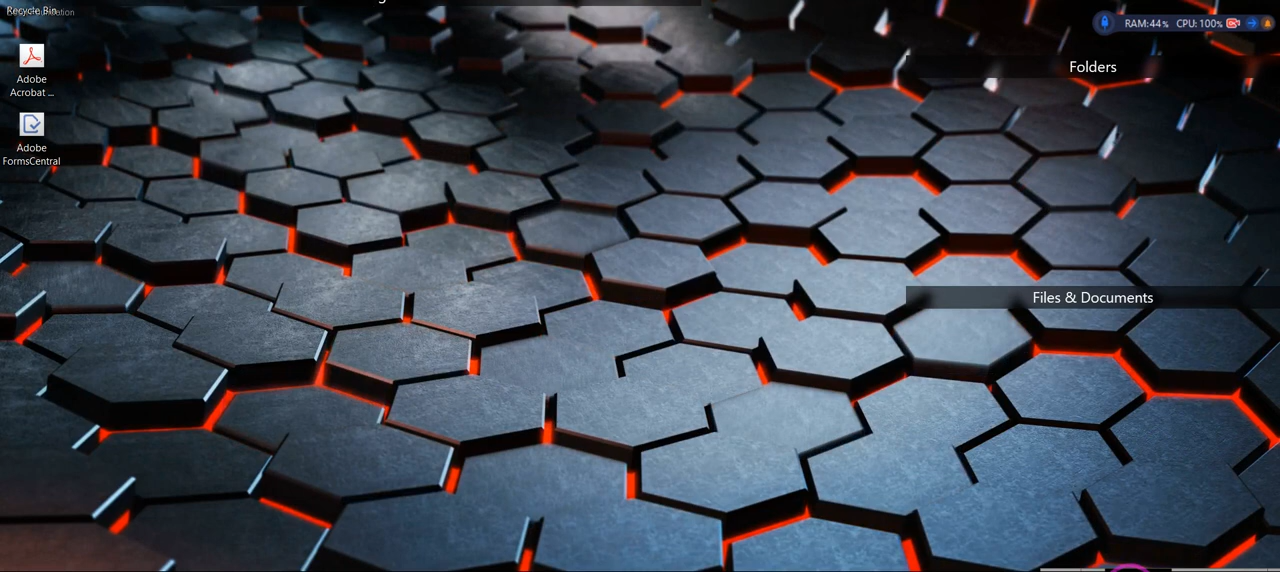 Recycle Bin
RAM:44% CPU: 100%
Folders
Adobe
Acrobat ...
Adobe
FormsCentral
Files & Documents